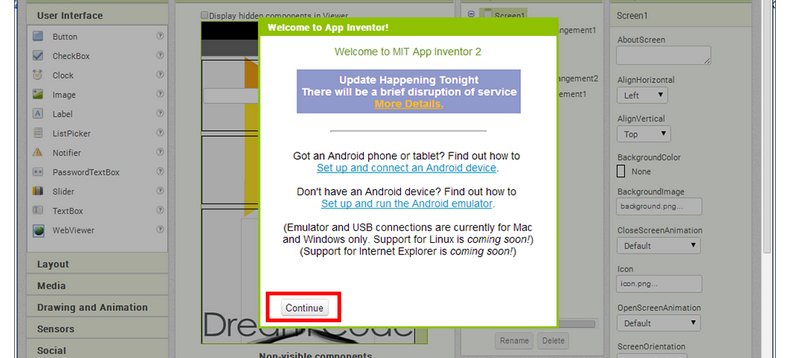 User Interface
Button
CheckBox
Clock
Image
Label
ListPicker
Notifier
PasswordTextBox
Slider
TextBox
WebViewer
Layout
Media
Drawing and Animation
Sensors
Social
Display hidden components in Viewer
Welcome to App Inventor!
Welcome to MIT App Inventor 2
Update Happening Tonight
There will be a brief disruption of service
More Details.
Got an Android phone or tablet? Find out how to
Set up and connect an Android device.
Don't have an Android device? Find out how to
Set up and run the Android emulator.
(Emulator and USB connections are currently for Mac
and Windows only. Support for Linux is coming soon!)
(Support for Internet Explorer is coming soon!)
Continue
Non-visible components
Screen1
Rename
Delete
Screen1
AboutScreen
AlignHorizontal
Left
AlignVertical
Top
BackgroundColor
None
BackgroundImage
background.png...
CloseScreenAnimation
Default
Icon
icon.png...
OpenScreenAnimation
Default
ScreenOrientation